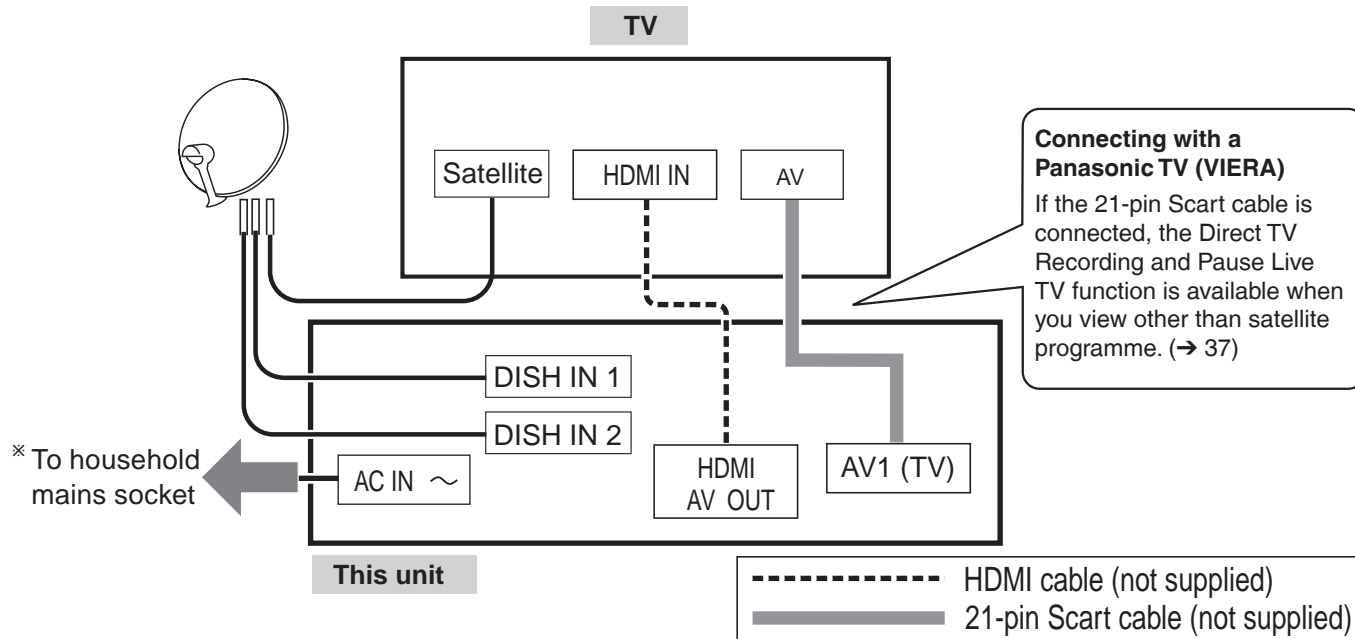 TV
Satellite
HDMI IN
AV
Connecting with a
Panasonic TV (VIERA)
If the 21-pin Scart cable is
connected, the Direct TV
Recording and Pause Live
TV function is available when
you view other than satellite
programme. (➔ 37)
DISH IN 1
DISH IN 2
※ To household
mains socket
AC IN ～
HDMI
AV OUT
AV1 (TV)
This unit
HDMI cable (not supplied)
21-pin Scart cable (not supplied)